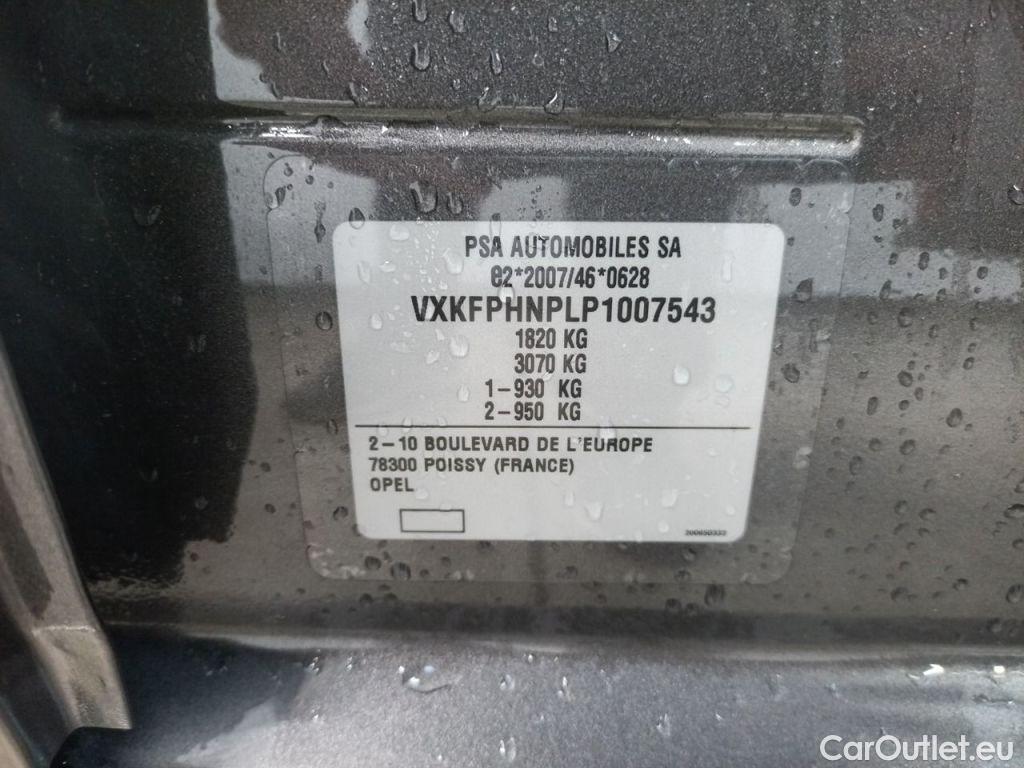 PSA AUTOMOBILES SA
e2*2007/46*0628
VXKFPHNPLP1007543
1820 KG
3070 KG
1-930 KG
2-950 KG
2-10 BOULEVARD DE L'EUROPE
78300 POISSY (FRANCE)
OPEL
CarOutlet.eu